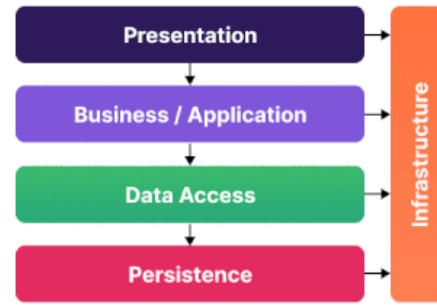 Presentation
Business / Application
Data Access
Persistence
Infrastructure